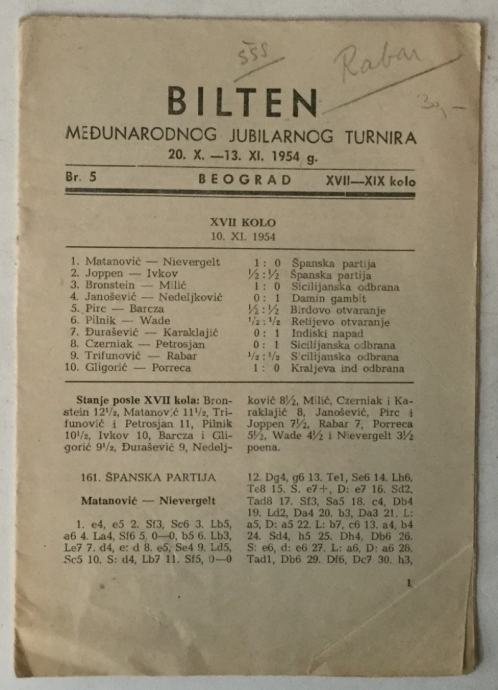 šss
Rabar
30,—
BILTEN
MEĐUNARODNOG JUBILARNOG TURNIRA
20. X. —13. XI. 1954 g.
Br. 5 BEOGRAD XVII—XIX kolo
XVII KOLO
10. XI. 1954
1. Matanović — Nievergelt 1 : 0 Španska partija
2. Joppen — Ivkov ½ : ½ Španska partija
3. Bronstein — Milić 1 : 0 Sicilijanska odbrana
4. Janošević — Nedeljković 0 : 1 Damin gambit
5. Pirc — Barcza ½ : ½ Birdovo otvaranje
6. Pilnik — Wade ½ : ½ Retijevo otvaranje
7. Đurašević — Karaklajić 0 : 1 Indiski napad
8. Czerniak — Petrosjan 0 : 1 Sicilijanska odbrana
9. Trifunović — Rabar ½ : ½ Sicilijanska odbrana
10. Gligorić — Porreca 1 : 0 Kraljeva ind odbrana
Stanje posle XVII kola: Bron-
stein 12½, Matanović 11½, Tri-
funović i Petrosjan 11, Pilnik
10½, Ivkov 10, Barcza i Gli-
gorić 9½, Đurašević 9, Nedelj-
ković 8½, Milić, Czerniak i Ka-
raklajić 8, Janošević, Pirc i
Joppen 7½, Rabar 7, Porreca
5½, Wade 4½ i Nievergelt 3½
poena.
161. ŠPANSKA PARTIJA
Matanović — Nievergelt
1. e4, e5 2. Sf3, Sc6 3. Lb5,
a6 4. La4, Sf6 5. 0—0, b5 6. Lb3,
Le7 7. d4, e: d 8. e5, Se4 9. Ld5,
Sc5 10. S: d4, Lb7 11. Sf5, 0—0
12. Dg4, g6 13. Te1, Se6 14. Lh6,
Te8 15. S. e7+, D: e7 16. Sd2,
Tad8 17. Sf3, Sa5 18. c4, Db4
19. Ld2, Da4 20. b3, Da3 21. L:
a5, D: a5 22. L: b7, c6 13. a4, b4
24. Sd4, h5 25. Dh4, Db6 26.
S: e6, d: e6 27. L: a6, D: a6 28.
Tad1, Db6 29. Df6, Dc7 30. h3,
1